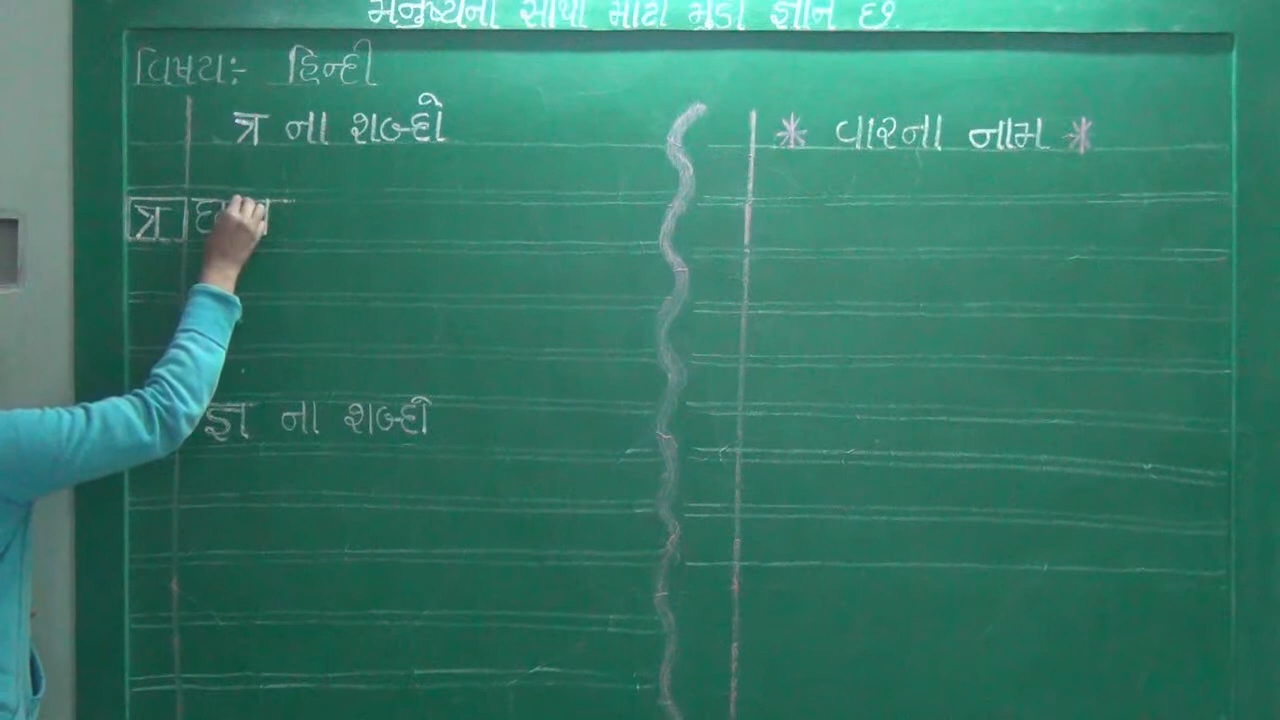 મનુષ્યની સાચી મોટી મુડી જ્ઞાન છે.
વિષય:- હિન્દી
ત્ર ના શબ્દો
* વારના નામ *
ત્ર
જ્ઞ ના શબ્દો